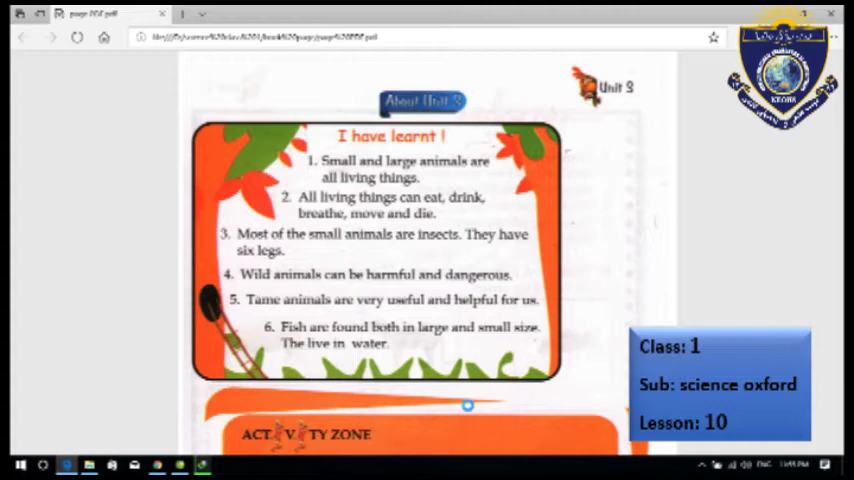 page PDF.pdf
Unit 3
About Unit 3
I have learnt !
1. Small and large animals are
all living things.
2. All living things can eat, drink,
breathe, move and die.
3. Most of the small animals are insects. They have
six legs.
4. Wild animals can be harmful and dangerous.
5. Tame animals are very useful and helpful for us.
6. Fish are found both in large and small size.
The live in water.
Class: 1
Sub: science oxford
Lesson: 10
ACTIVITY ZONE
ENG